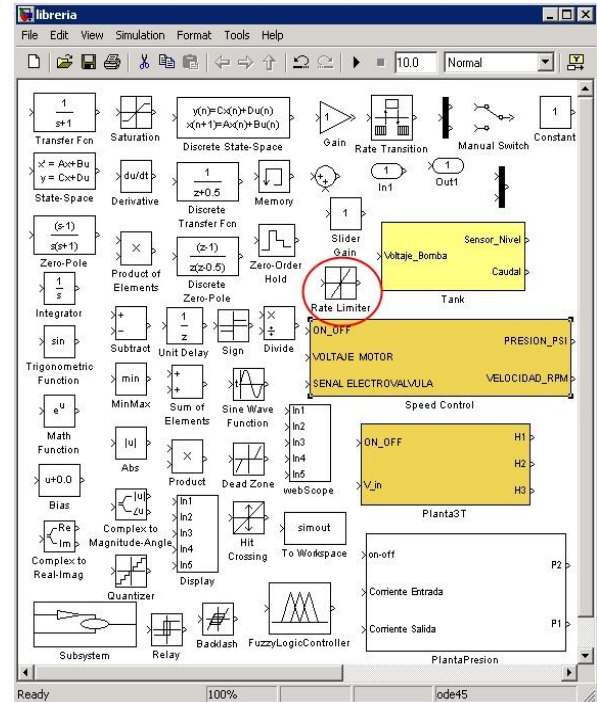 libreria
File Edit View Simulation Format Tools Help
10.0 Normal
1
s+1
Transfer Fcn
Saturation
y(n)=Cx(n)+Du(n)
x(n+1)=Ax(n)+Bu(n)
Discrete State-Space
1
Gain
Rate Transition
Manual Switch
1
Constant
x' = Ax+Bu
y = Cx+Du
State-Space
du/dt
Derivative
1
z+0.5
Discrete
Transfer Fcn
Memory
1
In1
1
Out1
(s-1)
s(s+1)
Zero-Pole
×
Product of
Elements
(z-1)
z(z-0.5)
Discrete
Zero-Pole
Zero-Order
Hold
1
Slider
Gain
Voltaje_Bomba
Sensor_Nivel
Caudal
Tank
1
s
Integrator
Rate Limiter
+
−
Subtract
1
z
Unit Delay
Sign
×
÷
Divide
ON_OFF
VOLTAJE MOTOR
SENAL ELECTROVALVULA
PRESION_PSI
VELOCIDAD_RPM
Speed Control
sin
Trigonometric
Function
min
MinMax
+
+
Sum of
Elements
t
Sine Wave
Function
In1
In2
In3
In4
In5
webScope
ON_OFF
V_in
H1
H2
H3
Planta3T
e^u
Math
Function
|u|
Abs
×
Product
Dead Zone
u+0.0
Bias
|u|
∠u
Complex to
Magnitude-Angle
In1
In2
In3
In4
In5
Display
Hit
Crossing
simout
To Workspace
Re
Im
Complex to
Real-Imag
Quantizer
on-off
Corriente Entrada
Corriente Salida
P2
P1
PlantaPresion
Subsystem
Relay
Backlash
FuzzyLogicController
Ready 100% ode45